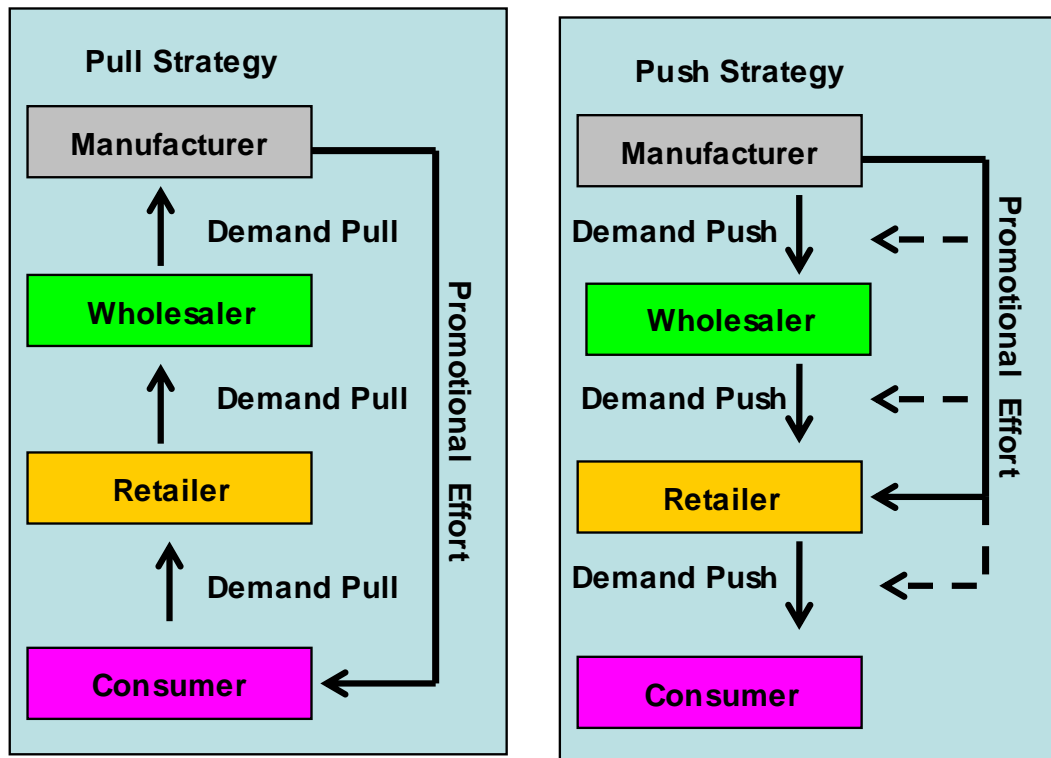 Pull Strategy
Manufacturer
Demand Pull
Wholesaler
Demand Pull
Retailer
Demand Pull
Consumer
Promotional Effort
Push Strategy
Manufacturer
Demand Push
Wholesaler
Demand Push
Retailer
Demand Push
Consumer
Promotional Effort